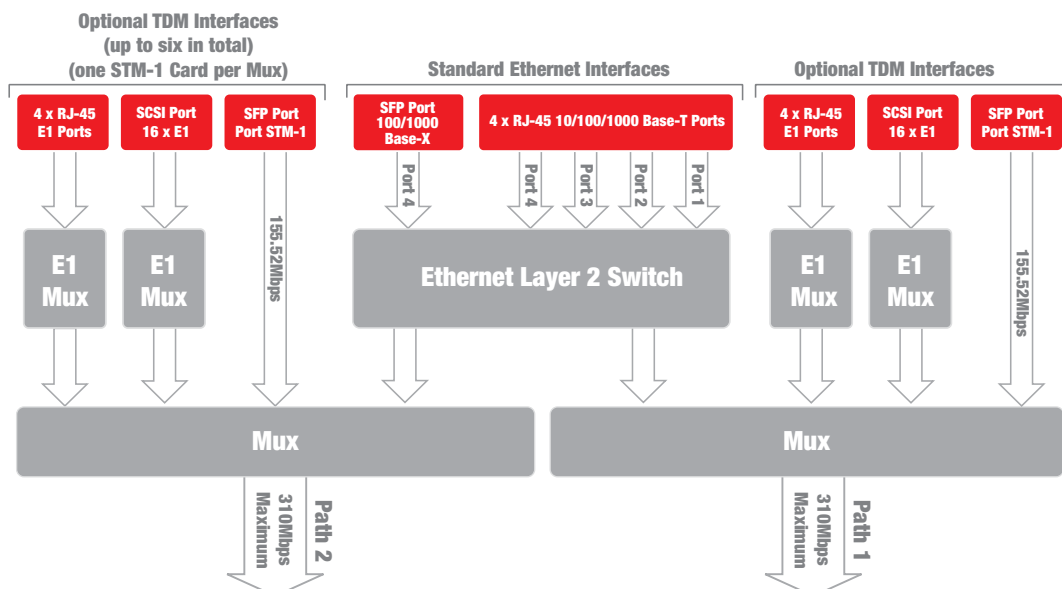 Optional TDM Interfaces
(up to six in total)
(one STM-1 Card per Mux)
Standard Ethernet Interfaces
Optional TDM Interfaces
4 x RJ-45
E1 Ports
SCSI Port
16 x E1
SFP Port
Port STM-1
SFP Port
100/1000
Base-X
4 x RJ-45 10/100/1000 Base-T Ports
4 x RJ-45
E1 Ports
SCSI Port
16 x E1
SFP Port
Port STM-1
Port 4
Port 4
Port 3
Port 2
Port 1
155.52Mbps
155.52Mbps
E1
Mux
E1
Mux
Ethernet Layer 2 Switch
E1
Mux
E1
Mux
Mux
Mux
Path 2
310Mbps
Maximum
Path 1
310Mbps
Maximum